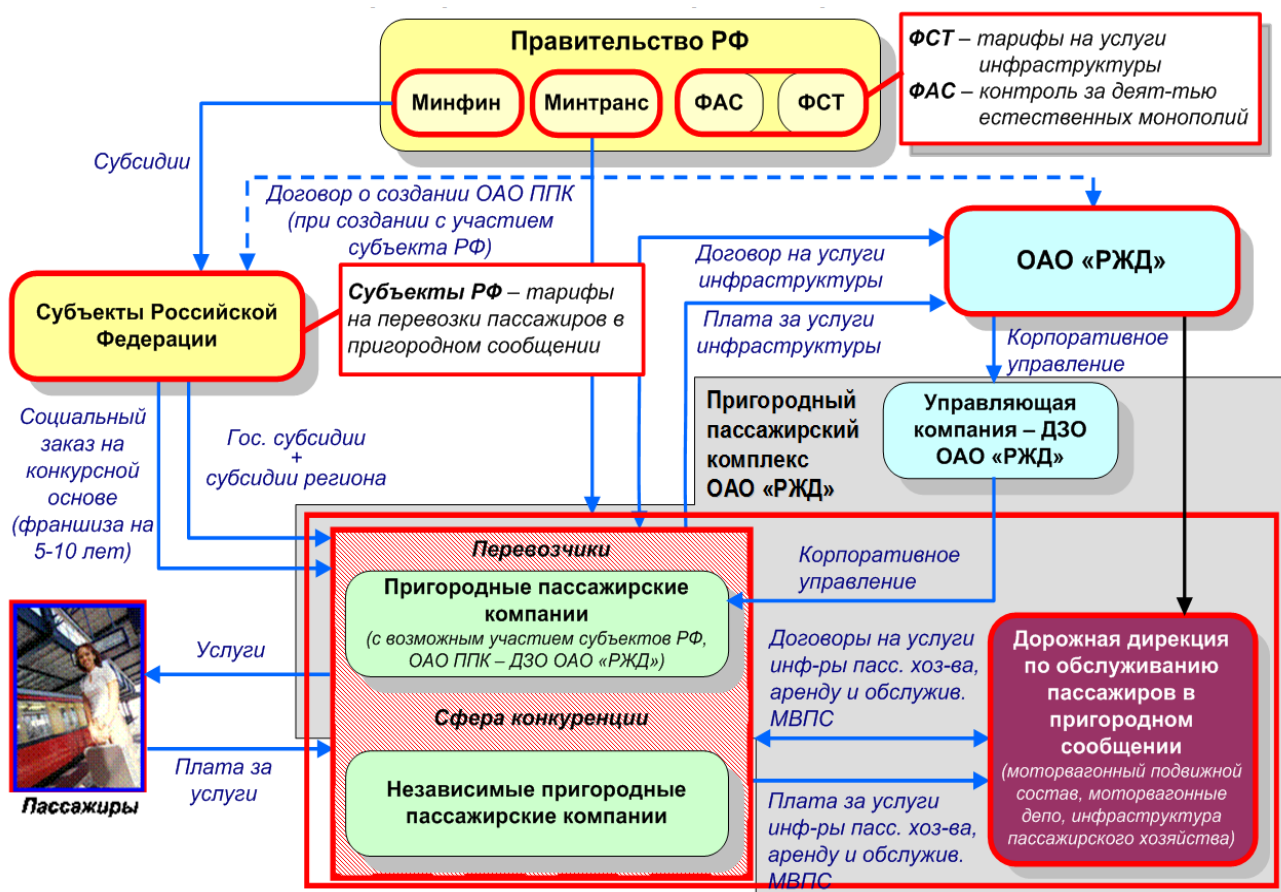 Правительство РФ
Минфин
Минтранс
ФАС
ФСТ
ФСТ – тарифы на услуги
инфраструктуры
ФАС – контроль за деят-тью
естественных монополий
Субсидии
Договор о создании ОАО ППК
(при создании с участием
субъекта РФ)
ОАО «РЖД»
Договор на услуги
инфраструктуры
Плата за услуги
инфраструктуры
Субъекты Российской
Федерации
Субъекты РФ – тарифы
на перевозки пассажиров в
пригородном сообщении
Корпоративное
управление
Социальный
заказ на
конкурсной
основе
(франшиза на
5-10 лет)
Гос. субсидии
+
субсидии региона
Пригородный
пассажирский
комплекс
ОАО «РЖД»
Управляющая
компания – ДЗО
ОАО «РЖД»
Перевозчики
Пригородные пассажирские
компании
(с возможным участием субъектов РФ,
ОАО ППК – ДЗО ОАО «РЖД»)
Корпоративное
управление
Услуги
Плата за
услуги
Пассажиры
Сфера конкуренции
Независимые пригородные
пассажирские компании
Договоры на услуги
инф-ры пасс. хоз-ва,
аренду и обслужив.
МВПС
Плата за услуги
инф-ры пасс. хоз-ва,
аренду и обслужив.
МВПС
Дорожная дирекция
по обслуживанию
пассажиров в
пригородном
сообщении
(моторвагонный подвижной
состав, моторвагонные
депо, инфраструктура
пассажирского хозяйства)